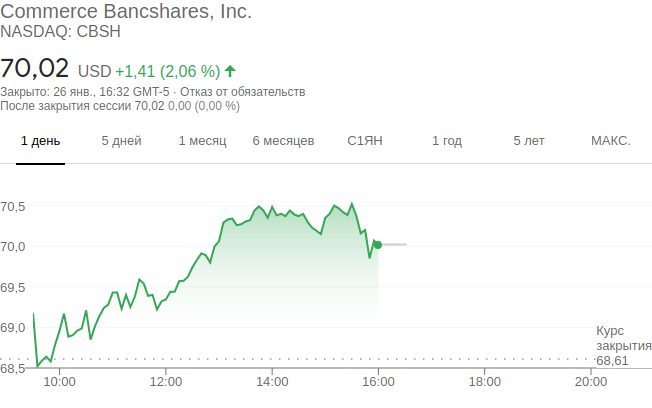 Commerce Bancshares, Inc.
NASDAQ: CBSH
70,02 USD +1,41 (2,06 %)
Закрыто: 26 янв., 16:32 GMT-5 · Отказ от обязательств
После закрытия сессии 70,02 0,00 (0,00 %)
1 день 5 дней 1 месяц 6 месяцев С1ЯН 1 год 5 лет МАКС.
70,5
70,0
69,5
69,0
Курс
закрытия
68,61
68,5
10:00 12:00 14:00 16:00 18:00 20:00